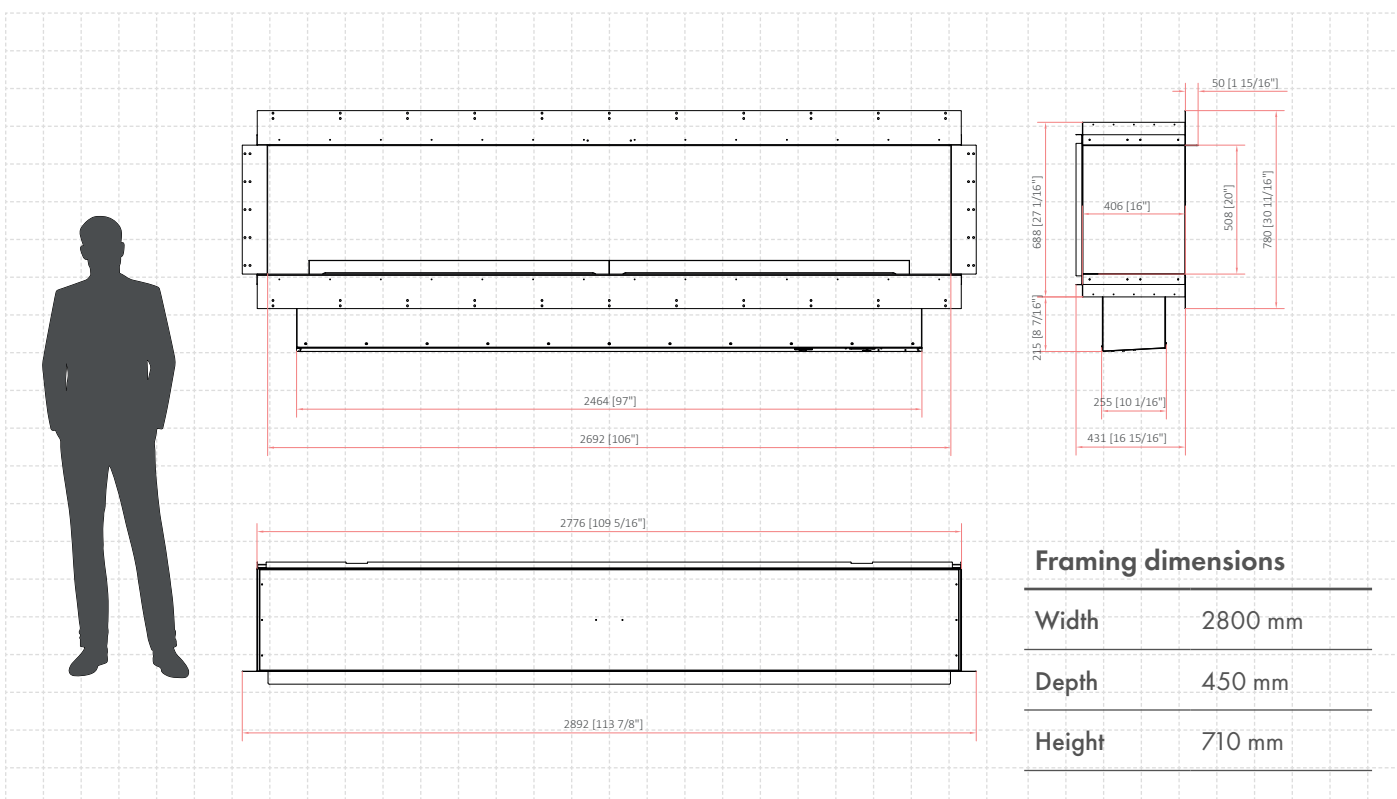 50 [1 15/16"]
688 [27 1/16"]
406 [16"]
508 [20"]
780 [30 11/16"]
215 [8 7/16"]
2464 [97"]
255 [10 1/16"]
2692 [106"]
431 [16 15/16"]
2776 [109 5/16"]
Framing dimensions
Width 2800 mm
Depth 450 mm
2892 [113 7/8"]
Height 710 mm